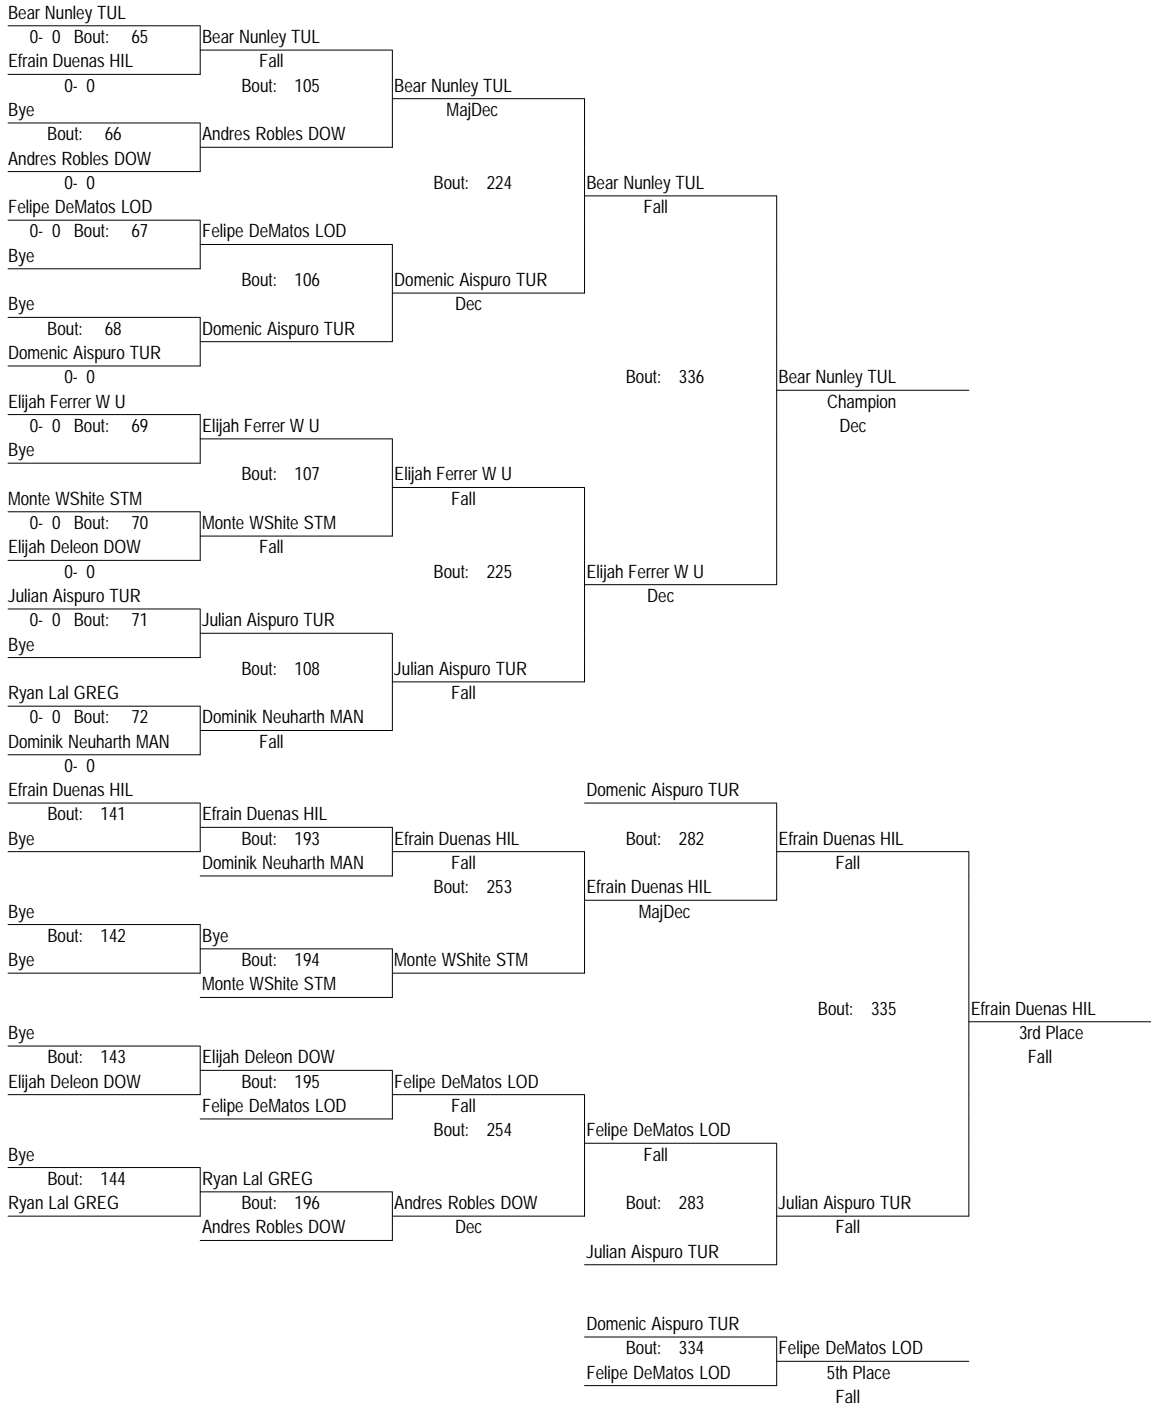 Bear Nunley TUL
0- 0 Bout: 65
Bear Nunley TUL
Efrain Duenas HIL
Fall
0- 0
Bout: 105
Bear Nunley TUL
Bye
MajDec
Bout: 66
Andres Robles DOW
Andres Robles DOW
0- 0
Bout: 224
Bear Nunley TUL
Felipe DeMatos LOD
Fall
0- 0 Bout: 67
Felipe DeMatos LOD
Bye
Bout: 106
Domenic Aispuro TUR
Bye
Dec
Bout: 68
Domenic Aispuro TUR
Domenic Aispuro TUR
0- 0
Bout: 336
Bear Nunley TUL
Elijah Ferrer W U
Champion
0- 0 Bout: 69
Elijah Ferrer W U
Dec
Bye
Bout: 107
Elijah Ferrer W U
Monte WShite STM
Fall
0- 0 Bout: 70
Monte WShite STM
Elijah Deleon DOW
Fall
0- 0
Bout: 225
Elijah Ferrer W U
Julian Aispuro TUR
Dec
0- 0 Bout: 71
Julian Aispuro TUR
Bye
Bout: 108
Julian Aispuro TUR
Ryan Lal GREG
Fall
0- 0 Bout: 72
Dominik Neuharth MAN
Dominik Neuharth MAN
Fall
0- 0
Efrain Duenas HIL
Domenic Aispuro TUR
Bout: 141
Efrain Duenas HIL
Bye
Bout: 193
Efrain Duenas HIL
Bout: 282
Efrain Duenas HIL
Dominik Neuharth MAN
Fall
Fall
Bout: 253
Efrain Duenas HIL
Bye
MajDec
Bout: 142
Bye
Bye
Bout: 194
Monte WShite STM
Monte WShite STM
Bout: 335
Efrain Duenas HIL
Bye
3rd Place
Bout: 143
Elijah Deleon DOW
Fall
Elijah Deleon DOW
Bout: 195
Felipe DeMatos LOD
Felipe DeMatos LOD
Fall
Bout: 254
Felipe DeMatos LOD
Bye
Fall
Bout: 144
Ryan Lal GREG
Ryan Lal GREG
Bout: 196
Andres Robles DOW
Bout: 283
Julian Aispuro TUR
Andres Robles DOW
Dec
Fall
Julian Aispuro TUR
Domenic Aispuro TUR
Bout: 334
Felipe DeMatos LOD
Felipe DeMatos LOD
5th Place
Fall